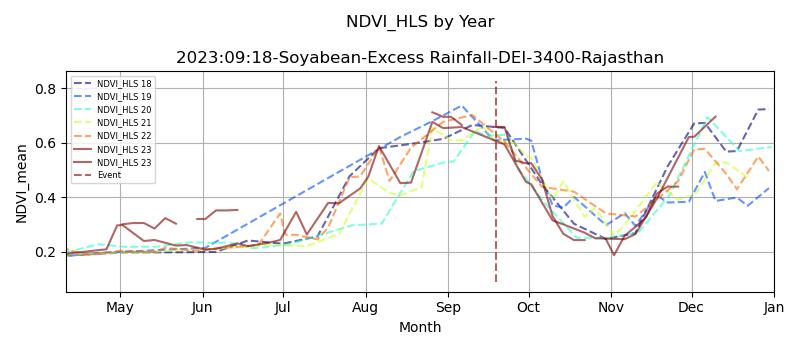 NDVI_HLS by Year
2023:09:18-Soyabean-Excess Rainfall-DEI-3400-Rajasthan
NDVI_HLS 18
NDVI_HLS 19
NDVI_HLS 20
NDVI_HLS 21
NDVI_HLS 22
NDVI_HLS 23
NDVI_HLS 23
Event
NDVI_mean
0.8
0.6
0.4
0.2
May Jun Jul Aug Sep Oct Nov Dec Jan
Month